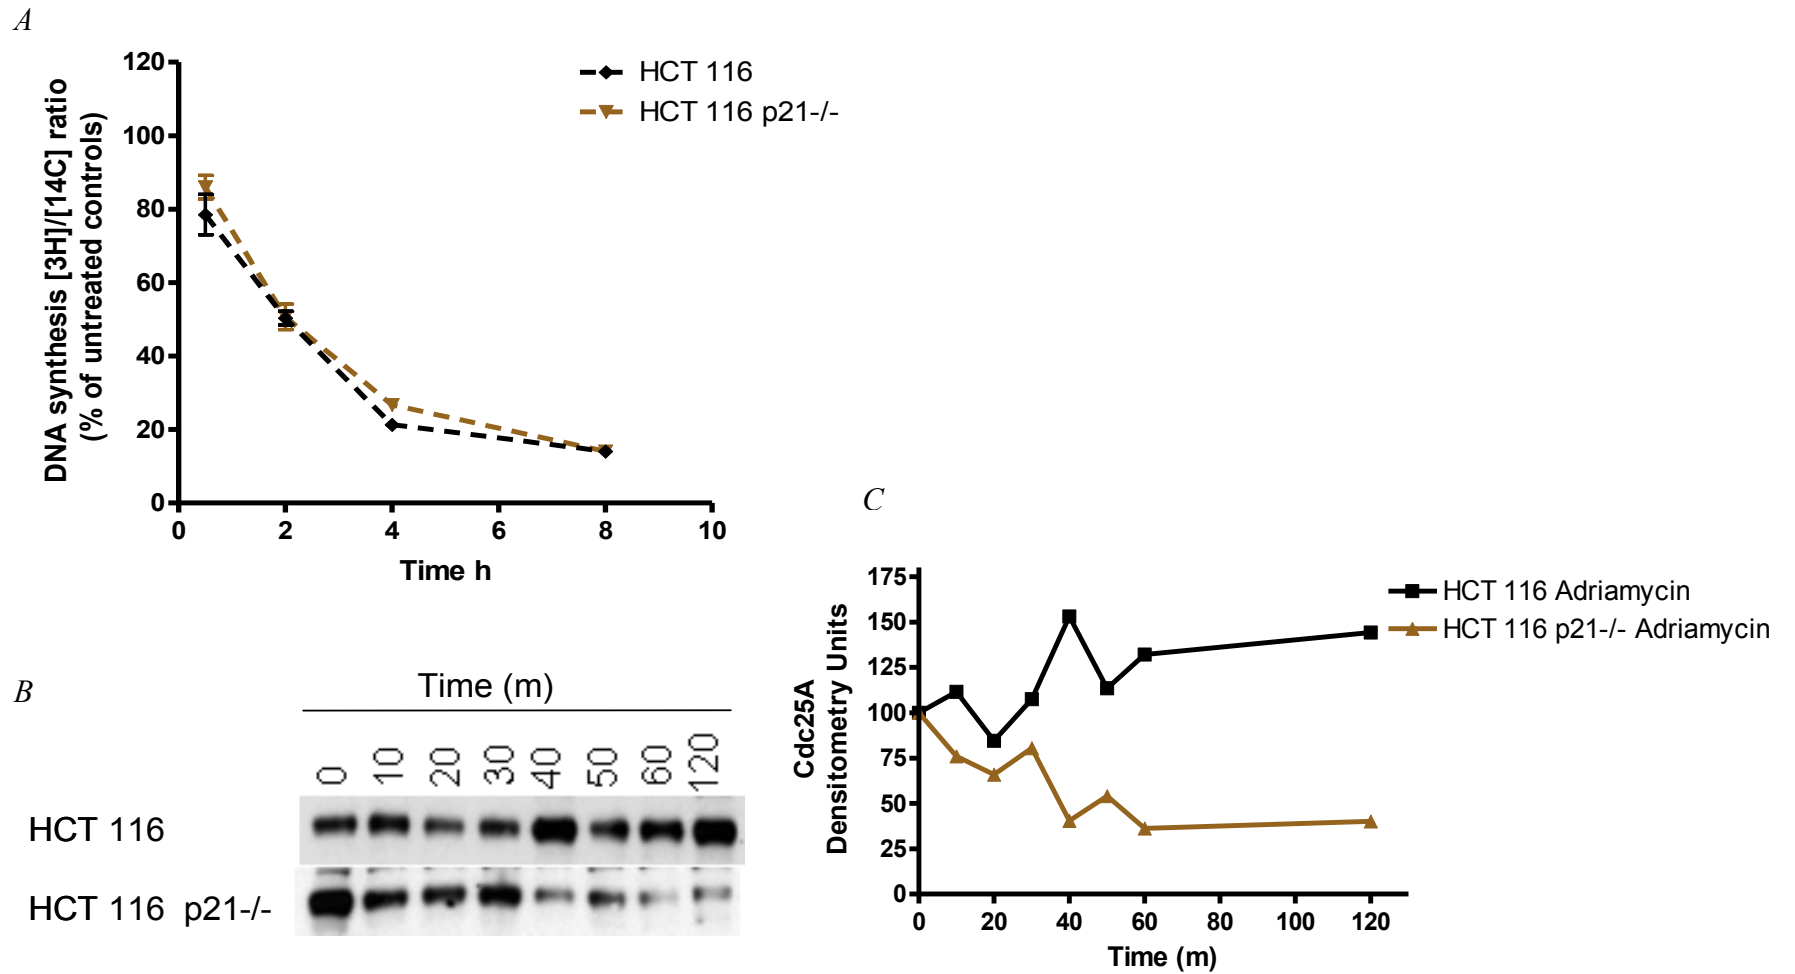 A
DNA synthesis [3H]/[14C] ratio
(% of untreated controls)
120
100
80
60
40
20
0
0 2 4 6 8 10
Time h
HCT 116
HCT 116 p21-/-
B
Time (m)
0 10 20 30 40 50 60 120
HCT 116
HCT 116 p21-/-
C
Cdc25A
Densitometry Units
175
150
125
100
75
50
25
0
0 20 40 60 80 100 120
Time (m)
HCT 116 Adriamycin
HCT 116 p21-/- Adriamycin